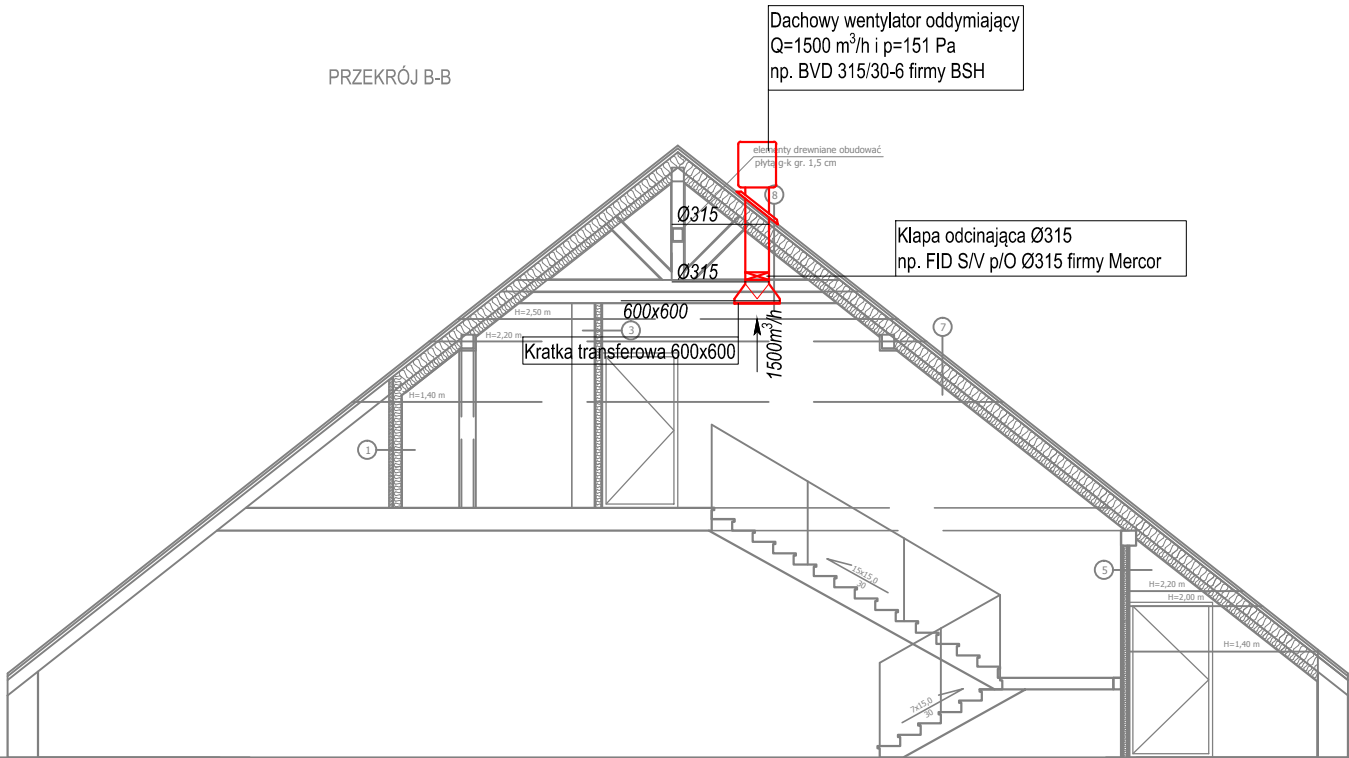 Dachowy wentylator oddymiający
Q=1500 m³/h i p=151 Pa
np. BVD 315/30-6 firmy BSH
PRZEKRÓJ B-B
elementy drewniane obudować
płytą g-k gr. 1,5 cm
8
Ø315
Klapa odcinająca Ø315
np. FID S/V p/O Ø315 firmy Mercor
Ø315
600x600
H=2,50 m
3
7
H=2,20 m
Kratka transferowa 600x600
1500m³/h
H=1,40 m
1
15x15,0
30
5
H=2,20 m
H=2,00 m
H=1,40 m
7x15,0
30